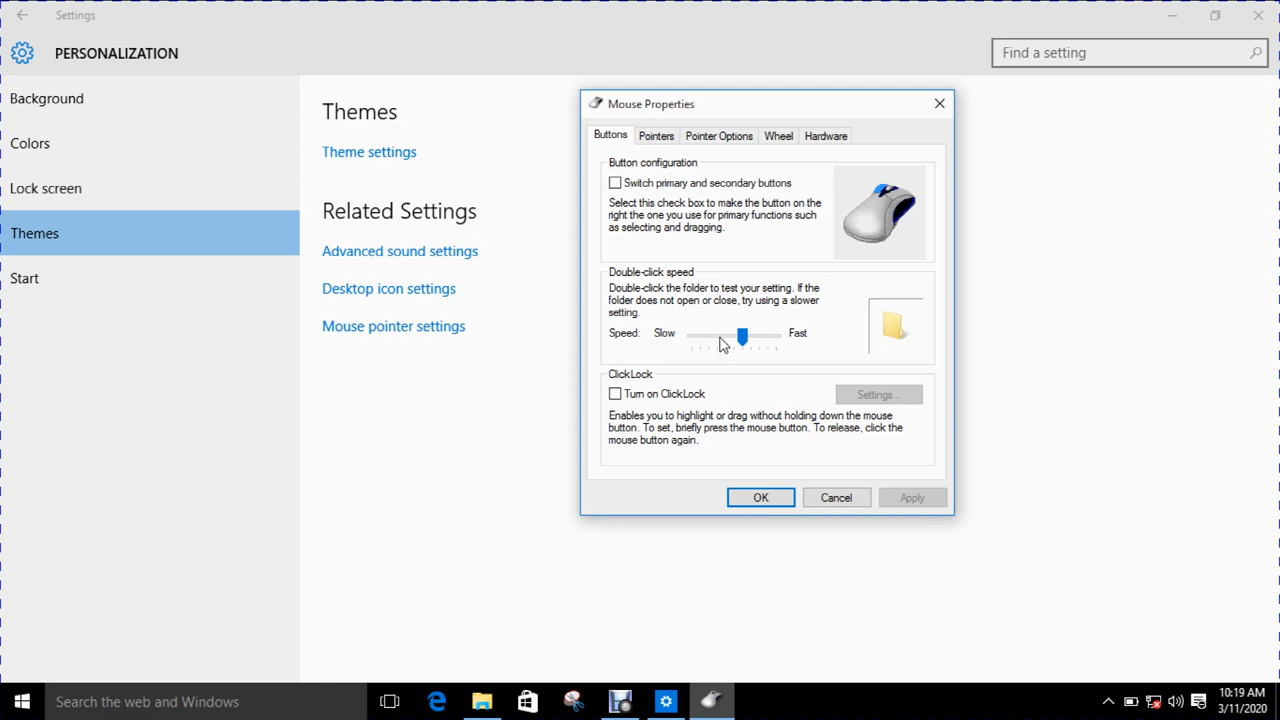 Settings
PERSONALIZATION
Find a setting
Background
Colors
Lock screen
Themes
Start
Themes
Theme settings
Related Settings
Advanced sound settings
Desktop icon settings
Mouse pointer settings
Mouse Properties
Buttons
Pointers
Pointer Options
Wheel
Hardware
Button configuration
Switch primary and secondary buttons
Select this check box to make the button on the
right the one you use for primary functions such
as selecting and dragging.
Double-click speed
Double-click the folder to test your setting. If the
folder does not open or close, try using a slower
setting.
Speed: Slow Fast
ClickLock
Turn on ClickLock
Settings...
Enables you to highlight or drag without holding down the mouse
button. To set, briefly press the mouse button. To release, click the
mouse button again.
OK
Cancel
Apply
Search the web and Windows
10:19 AM
3/11/2020